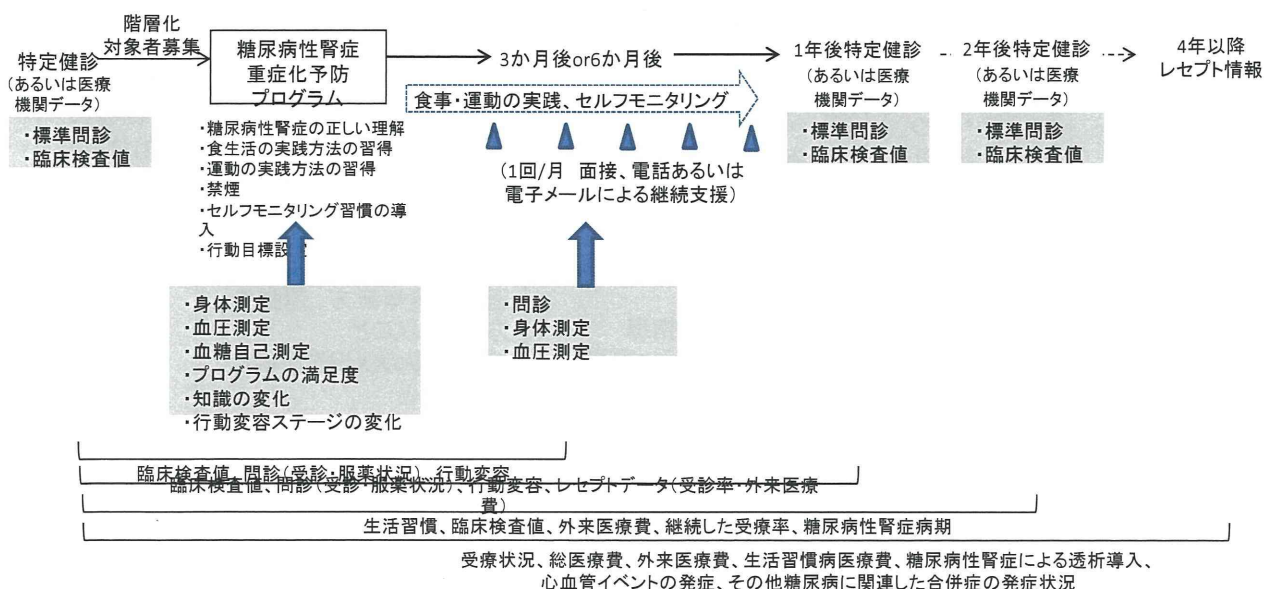 階層化
対象者募集
特定健診
(あるいは医療
機関データ)
・標準問診
・臨床検査値
糖尿病性腎症
重症化予防
プログラム
・糖尿病性腎症の正しい理解
・食生活の実践方法の習得
・運動の実践方法の習得
・禁煙
・セルフモニタリング習慣の導
入
・行動目標設定
3か月後or6か月後
食事・運動の実践、セルフモニタリング
(1回/月 面接、電話あるいは
電子メールによる継続支援)
1年後特定健診
(あるいは医療
機関データ)
・標準問診
・臨床検査値
2年後特定健診
(あるいは医療
機関データ)
・標準問診
・臨床検査値
4年以降
レセプト情報
・身体測定
・血圧測定
・血糖自己測定
・プログラムの満足度
・知識の変化
・行動変容ステージの変化
・問診
・身体測定
・血圧測定
臨床検査値、問診(受診・服薬状況)、行動変容
臨床検査値、問診(受診・服薬状況)、行動変容、レセプトデータ(受診率・外来医療
費)
生活習慣、臨床検査値、外来医療費、継続した受療率、糖尿病性腎症病期
受療状況、総医療費、外来医療費、生活習慣病医療費、糖尿病性腎症による透析導入、
心血管イベントの発症、その他糖尿病に関連した合併症の発症状況